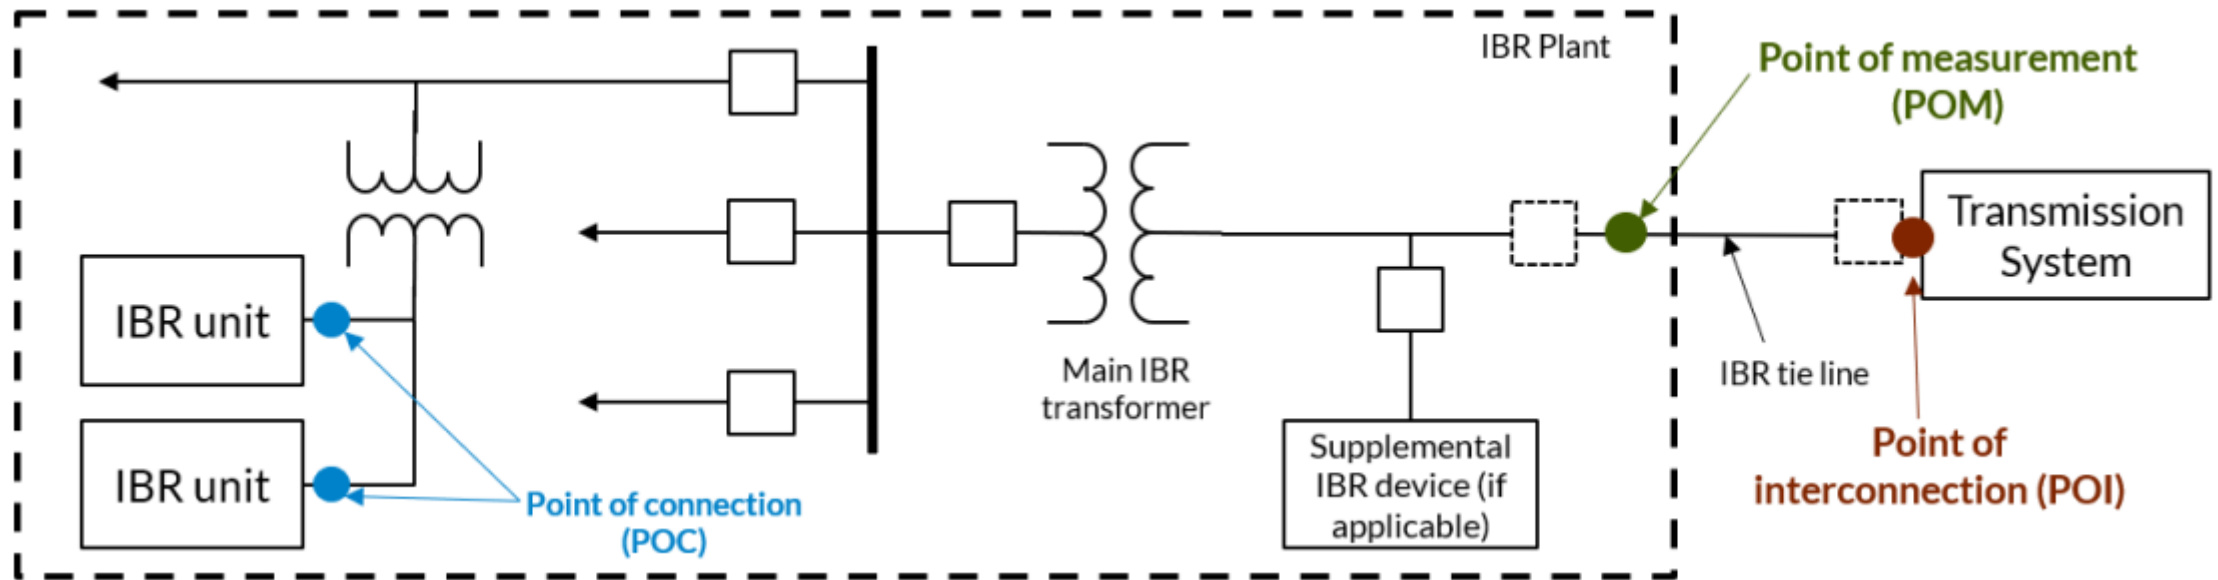 IBR Plant
Point of measurement
(POM)
Transmission
System
IBR unit
IBR unit
Point of connection
(POC)
Main IBR
transformer
Supplemental
IBR device (if
applicable)
IBR tie line
Point of
interconnection (POI)